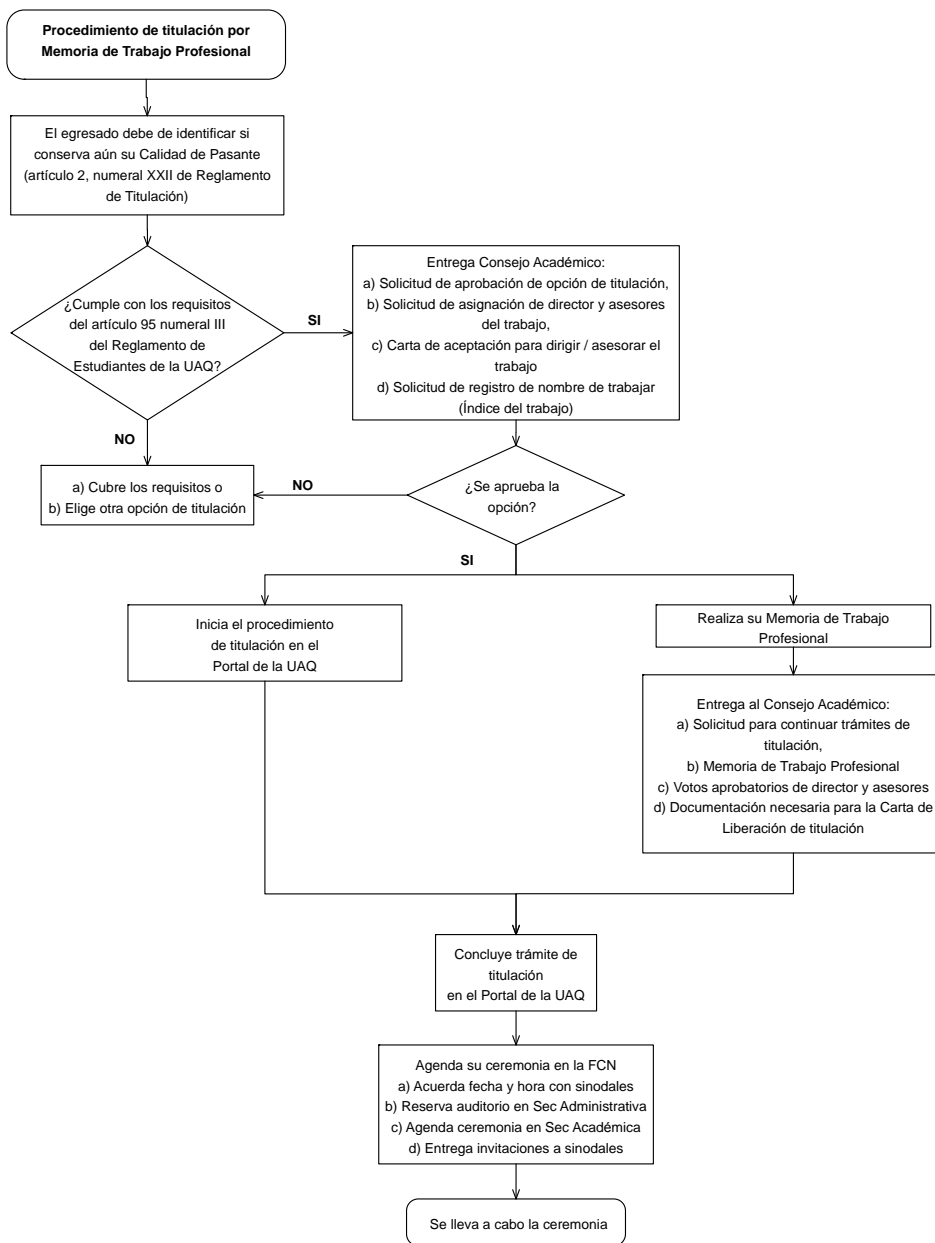 Procedimiento de titulación por
Memoria de Trabajo Profesional
El egresado debe de identificar si
conserva aún su Calidad de Pasante
(artículo 2, numeral XXII de Reglamento
de Titulación)
¿Cumple con los requisitos
del artículo 95 numeral III
del Reglamento de
Estudiantes de la UAQ?
SI
Entrega Consejo Académico:
a) Solicitud de aprobación de opción de titulación,
b) Solicitud de asignación de director y asesores
del trabajo,
c) Carta de aceptación para dirigir / asesorar el
trabajo
d) Solicitud de registro de nombre de trabajar
(Índice del trabajo)
NO
a) Cubre los requisitos o
b) Elige otra opción de titulación
NO
¿Se aprueba la
opción?
SI
Inicia el procedimiento
de titulación en el
Portal de la UAQ
Realiza su Memoria de Trabajo
Profesional
Entrega al Consejo Académico:
a) Solicitud para continuar trámites de
titulación,
b) Memoria de Trabajo Profesional
c) Votos aprobatorios de director y asesores
d) Documentación necesaria para la Carta de
Liberación de titulación
Concluye trámite de
titulación
en el Portal de la UAQ
Agenda su ceremonia en la FCN
a) Acuerda fecha y hora con sinodales
b) Reserva auditorio en Sec Administrativa
c) Agenda ceremonia en Sec Académica
d) Entrega invitaciones a sinodales
Se lleva a cabo la ceremonia